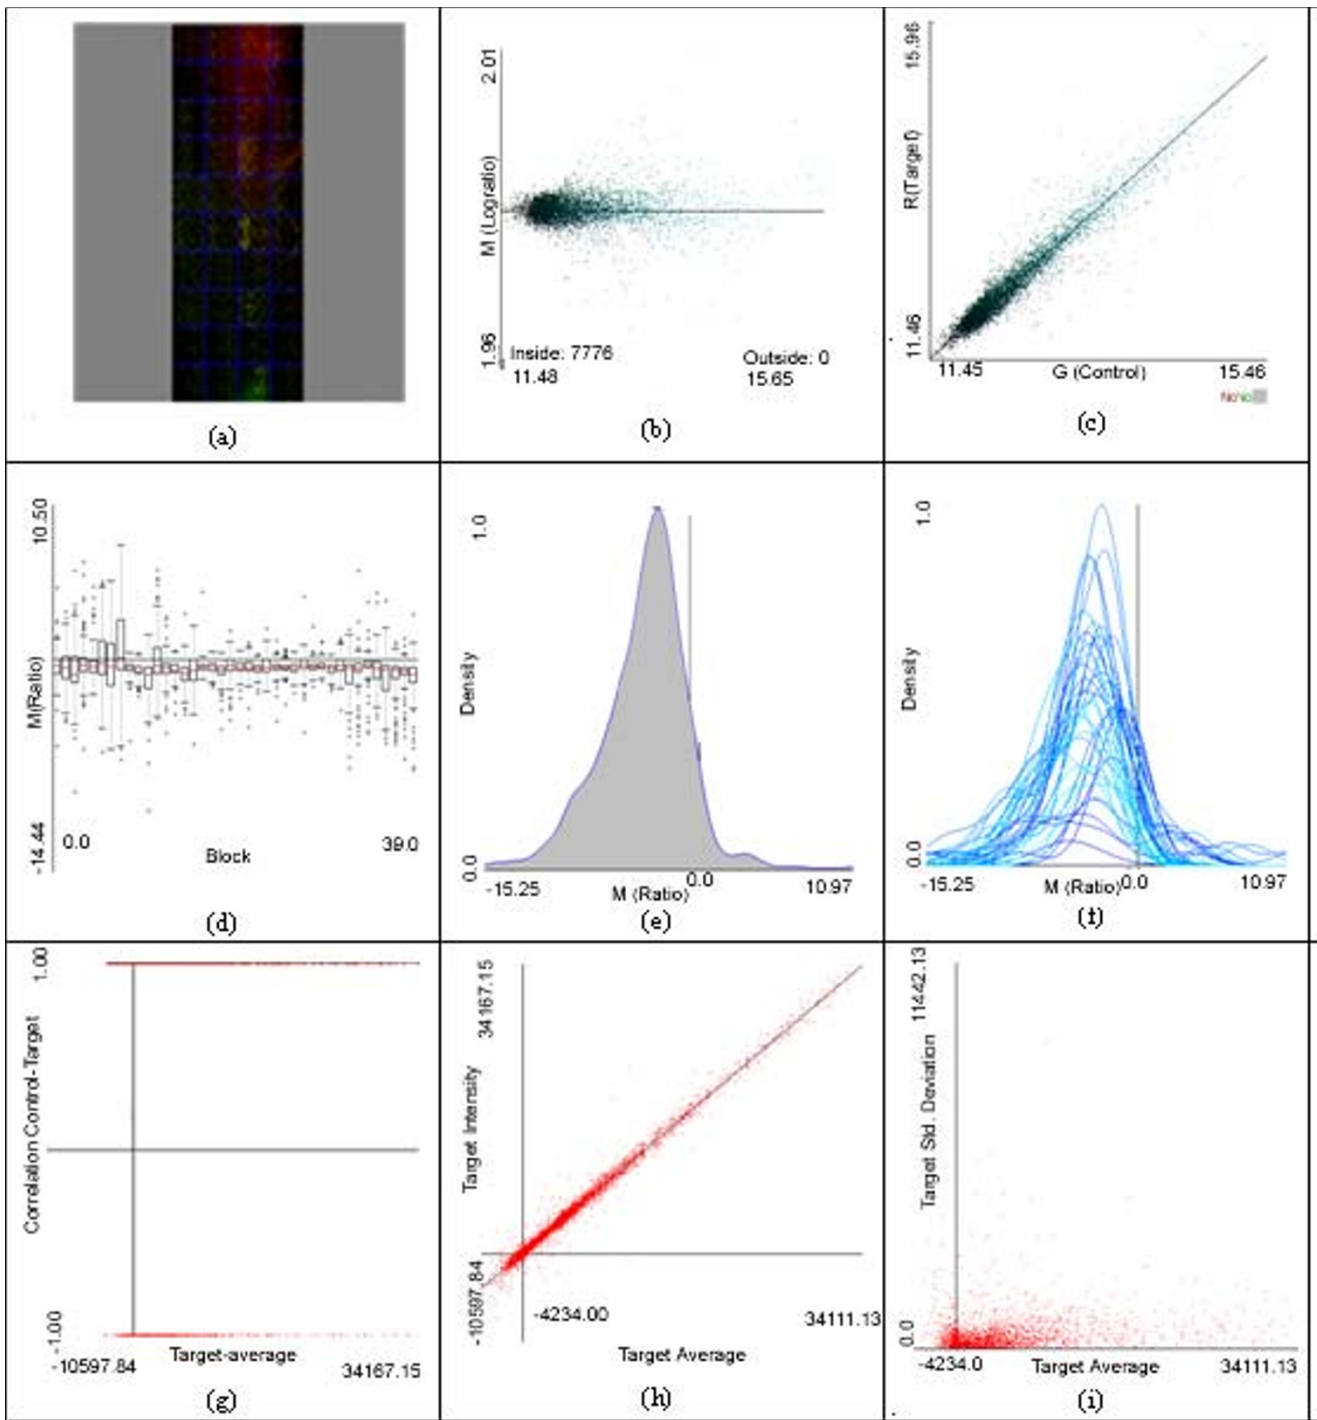 (a)
2.01
M (Logratio)
1.96
Inside: 7776
Outside: 0
11.48
15.65
(b)
15.96
R(Target)
11.46
11.45
G (Control)
15.46
(c)
10.50
M(Ratio)
-14.44
0.0
Block
39.0
(d)
1.0
Density
0.0
-15.25
M (Ratio)
0.0
10.97
(e)
1.0
Density
0.0
-15.25
M (Ratio)
0.0
10.97
(f)
1.00
Correlation Control-Target
-1.00
-10597.84
Target-average
34167.15
(g)
34167.15
Target Intensity
-10597.84
-4234.00
34111.13
Target Average
(h)
11442.13
Target Std. Deviation
0.0
-4234.0
Target Average
34111.13
(i)